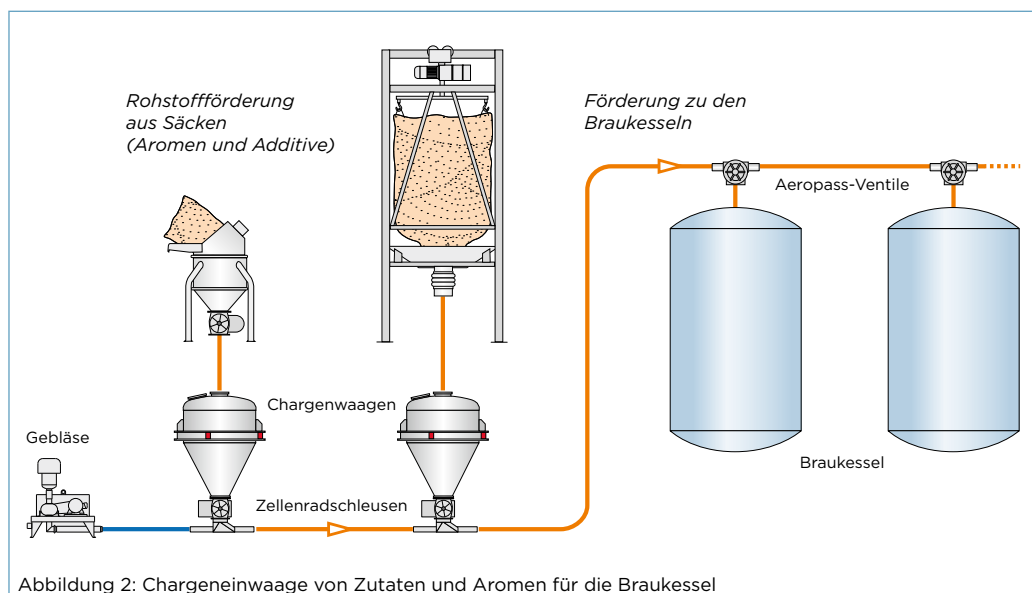 Rohstoffförderung
aus Säcken
(Aromen und Additive)
Förderung zu den
Braukesseln
Aeropass-Ventile
Chargenwaagen
Gebläse
Braukessel
Zellenradschleusen
Abbildung 2: Chargeneinwaage von Zutaten und Aromen für die Braukessel